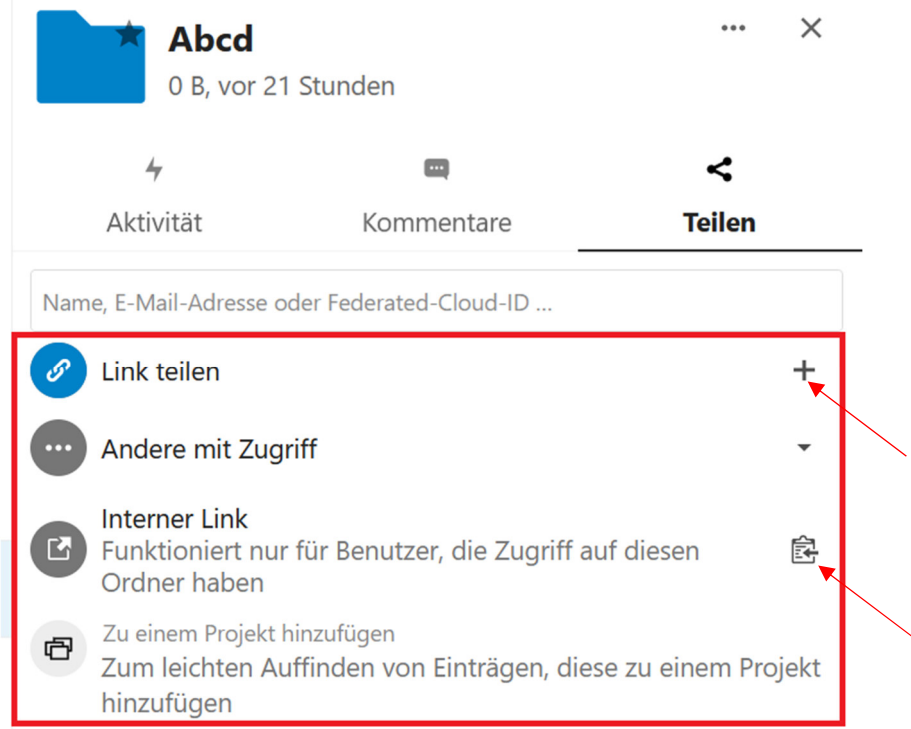 Abcd
0 B, vor 21 Stunden
Aktivität
Kommentare
Teilen
Name, E-Mail-Adresse oder Federated-Cloud-ID ...
Link teilen
Andere mit Zugriff
Interner Link
Funktioniert nur für Benutzer, die Zugriff auf diesen
Ordner haben
Zu einem Projekt hinzufügen
Zum leichten Auffinden von Einträgen, diese zu einem Projekt
hinzufügen